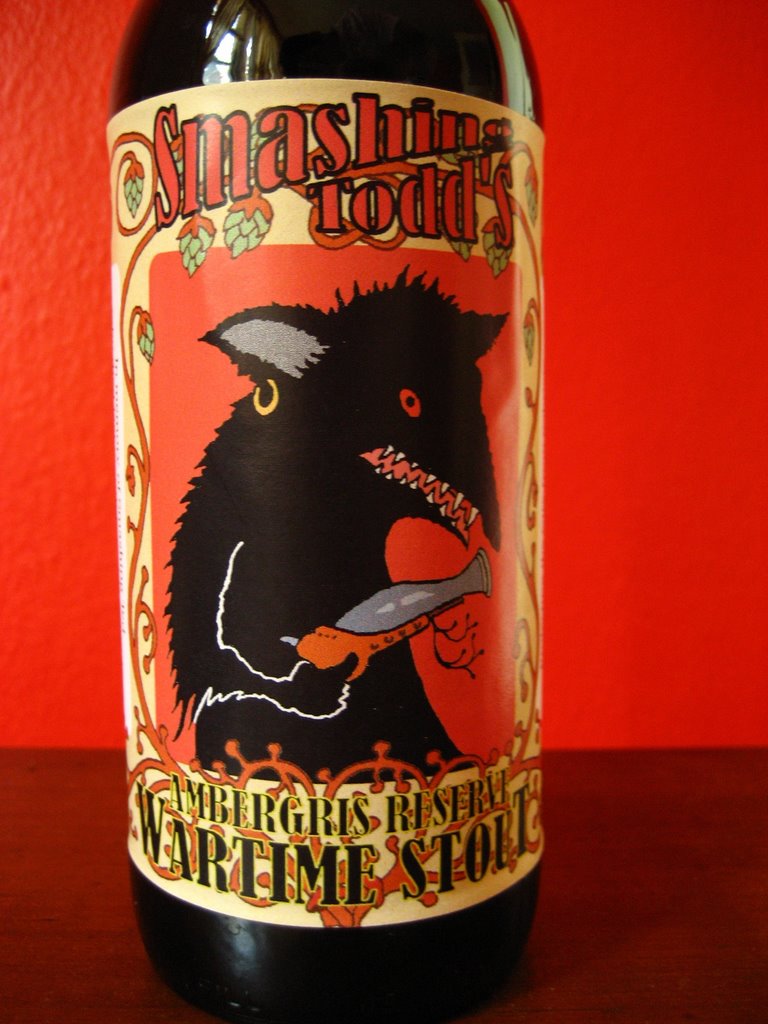 Smashing
Todd's
AMBERGRIS RESERVE
WARTIME STOUT